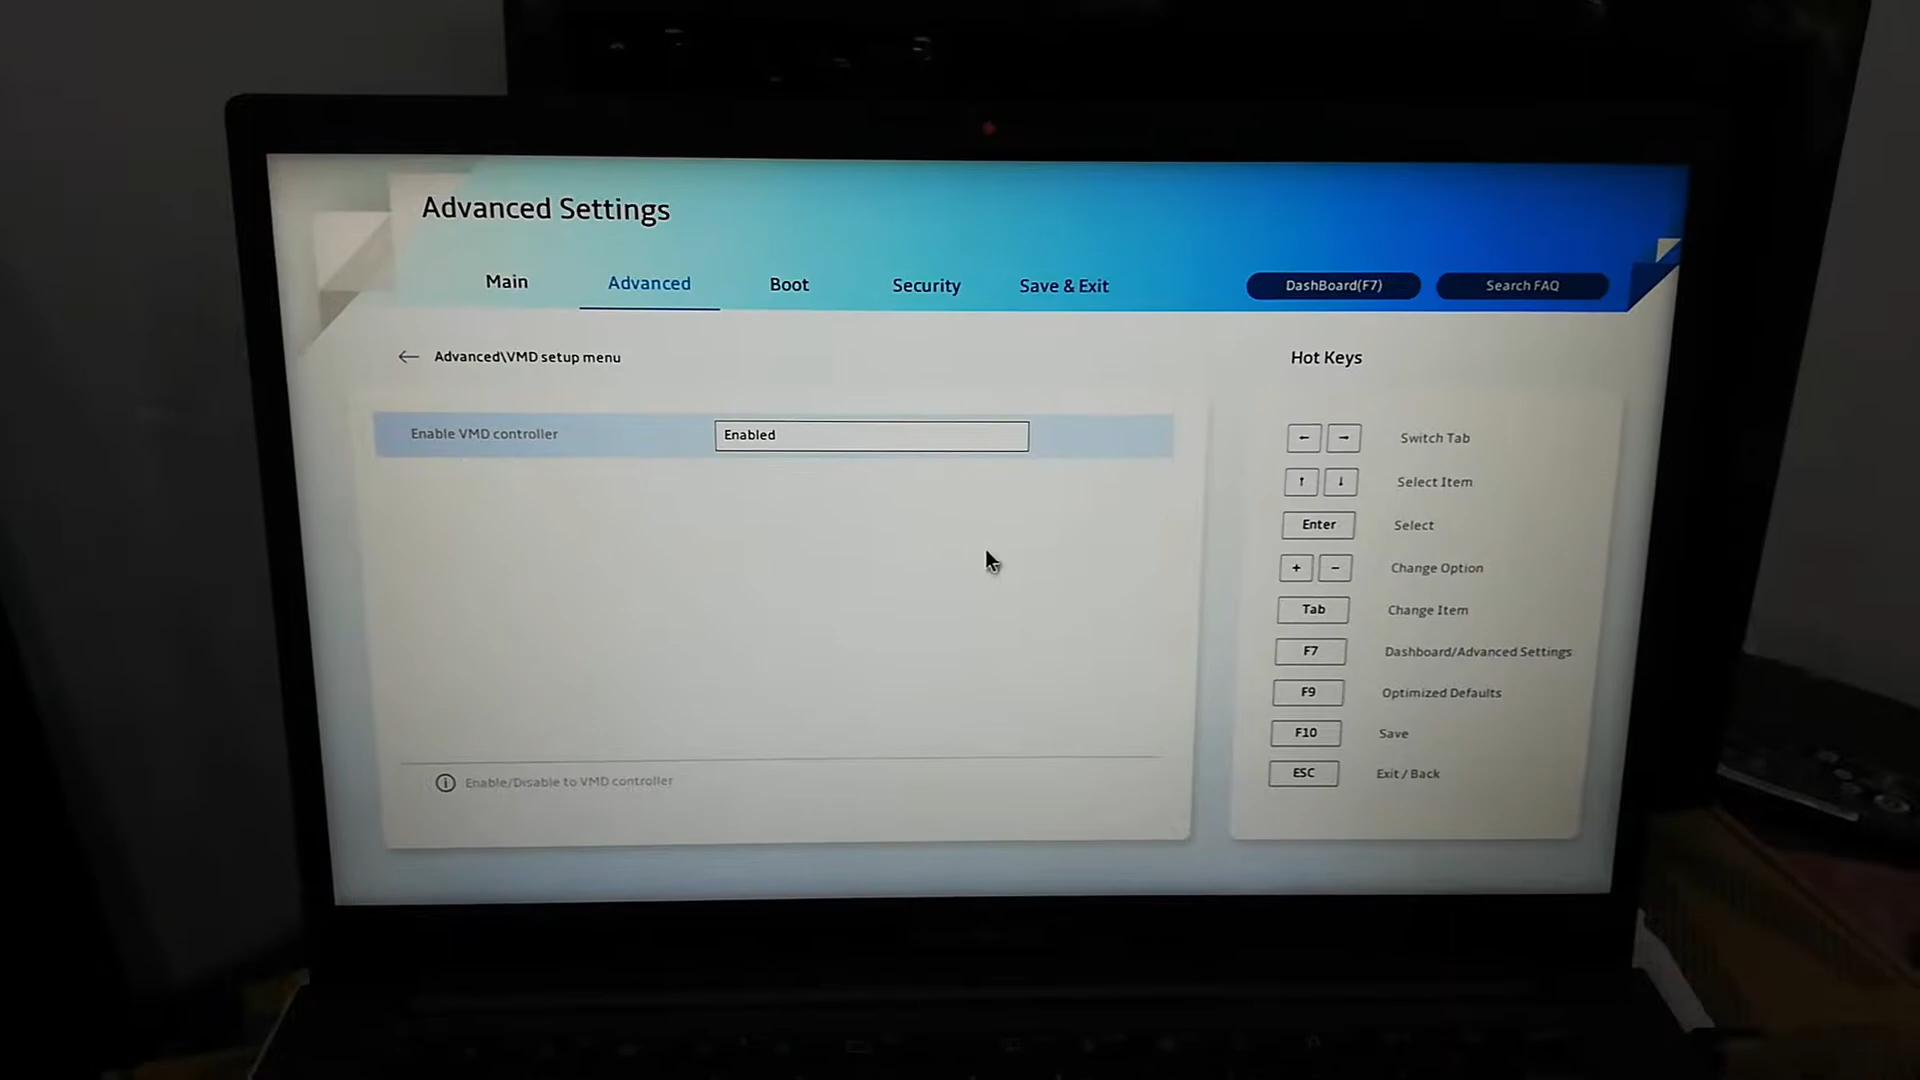 Advanced Settings
Main Advanced Boot Security Save & Exit DashBoard(F7) Search FAQ
← Advanced\VMD setup menu
Enable VMD controller Enabled
Enable/Disable to VMD controller
Hot Keys
← → Switch Tab
↑ ↓ Select Item
Enter Select
+ - Change Option
Tab Change Item
F7 Dashboard/Advanced Settings
F9 Optimized Defaults
F10 Save
ESC Exit / Back